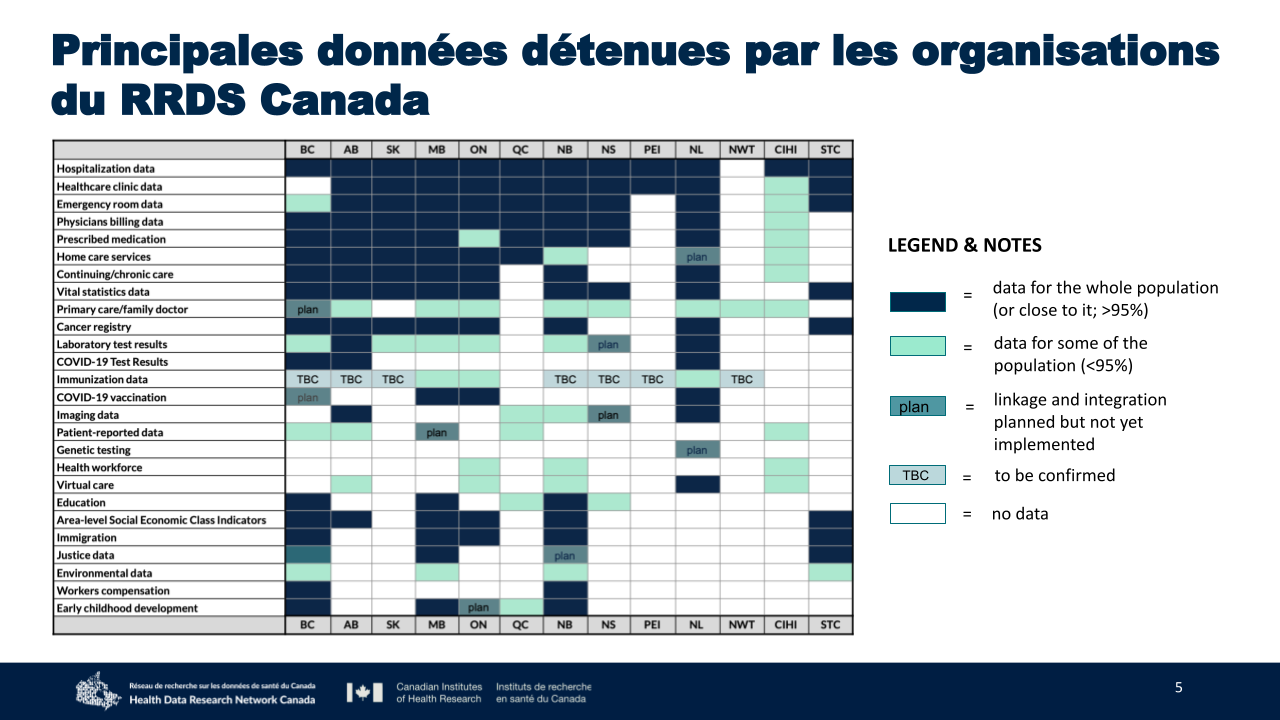 Principales données détenues par les organisations
du RRDS Canada
BC AB SK MB ON QC NB NS PEI NL NWT CIHI STC
Hospitalization data
Healthcare clinic data
Emergency room data
Physicians billing data
Prescribed medication
Home care services plan
Continuing/chronic care
Vital statistics data
Primary care/family doctor plan
Cancer registry
Laboratory test results plan
COVID-19 Test Results
Immunization data TBC TBC TBC TBC TBC TBC TBC
COVID-19 vaccination plan
Imaging data plan
Patient-reported data plan
Genetic testing plan
Health workforce
Virtual care
Education
Area-level Social Economic Class Indicators
Immigration
Justice data plan
Environmental data
Workers compensation
Early childhood development plan
BC AB SK MB ON QC NB NS PEI NL NWT CIHI STC
LEGEND & NOTES
= data for the whole population
(or close to it; >95%)
= data for some of the
population (<95%)
plan = linkage and integration
planned but not yet
implemented
TBC = to be confirmed
= no data
Réseau de recherche sur les données de santé du Canada
Health Data Research Network Canada
Canadian Institutes Instituts de recherche
of Health Research en santé du Canada
5